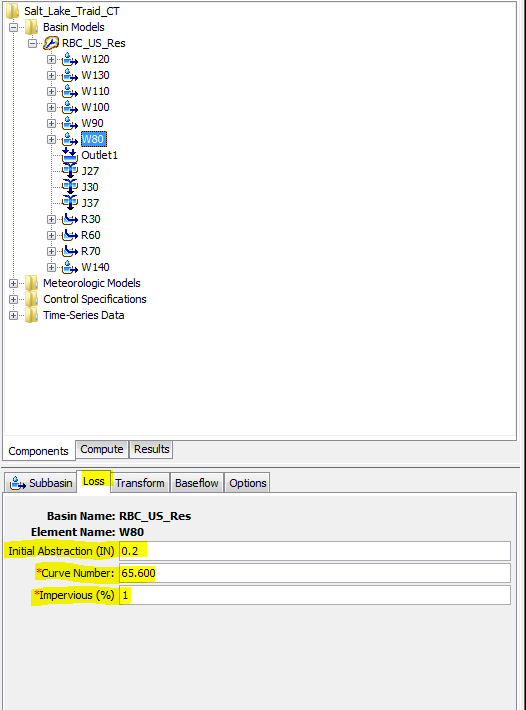 Salt_Lake_Traid_CT
Basin Models
RBC_US_Res
W120
W130
W110
W100
W90
W80
Outlet1
J27
J30
J37
R30
R60
R70
W140
Meteorologic Models
Control Specifications
Time-Series Data
Components Compute Results
Subbasin Loss Transform Baseflow Options
Basin Name: RBC_US_Res
Element Name: W80
Initial Abstraction (IN) 0.2
*Curve Number: 65.600
*Impervious (%) 1